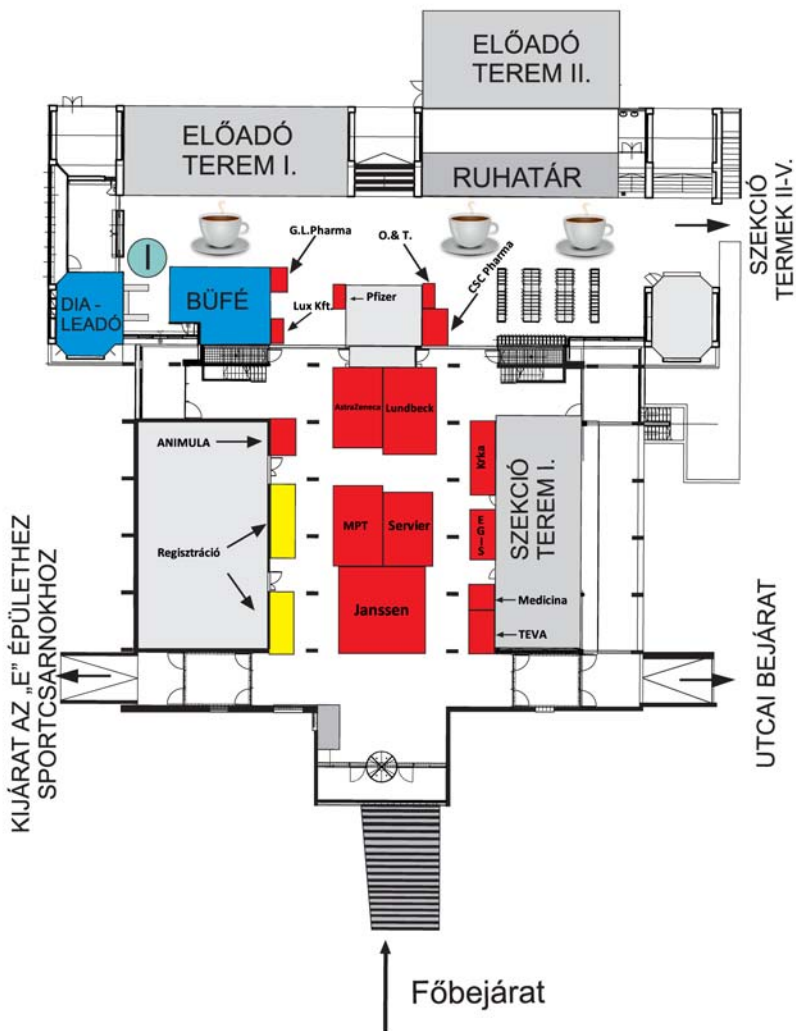 ELŐADÓ
TEREM II.
ELŐADÓ
TEREM I.
RUHATÁR
SZEKCIÓ
TERMEK II-V.
G.L.Pharma
O.& T.
CSC Pharma
I
DIA -
LEADÓ
BÜFÉ
Lux Kft.
Pfizer
AstraZeneca
Lundbeck
ANIMULA
Krka
SZEKCIÓ
TEREM I.
MPT
Servier
EGIS
Regisztráció
Janssen
Medicina
TEVA
KIJÁRAT AZ „E” ÉPÜLETHEZ
SPORTCSARNOKHOZ
UTCAI BEJÁRAT
Főbejárat